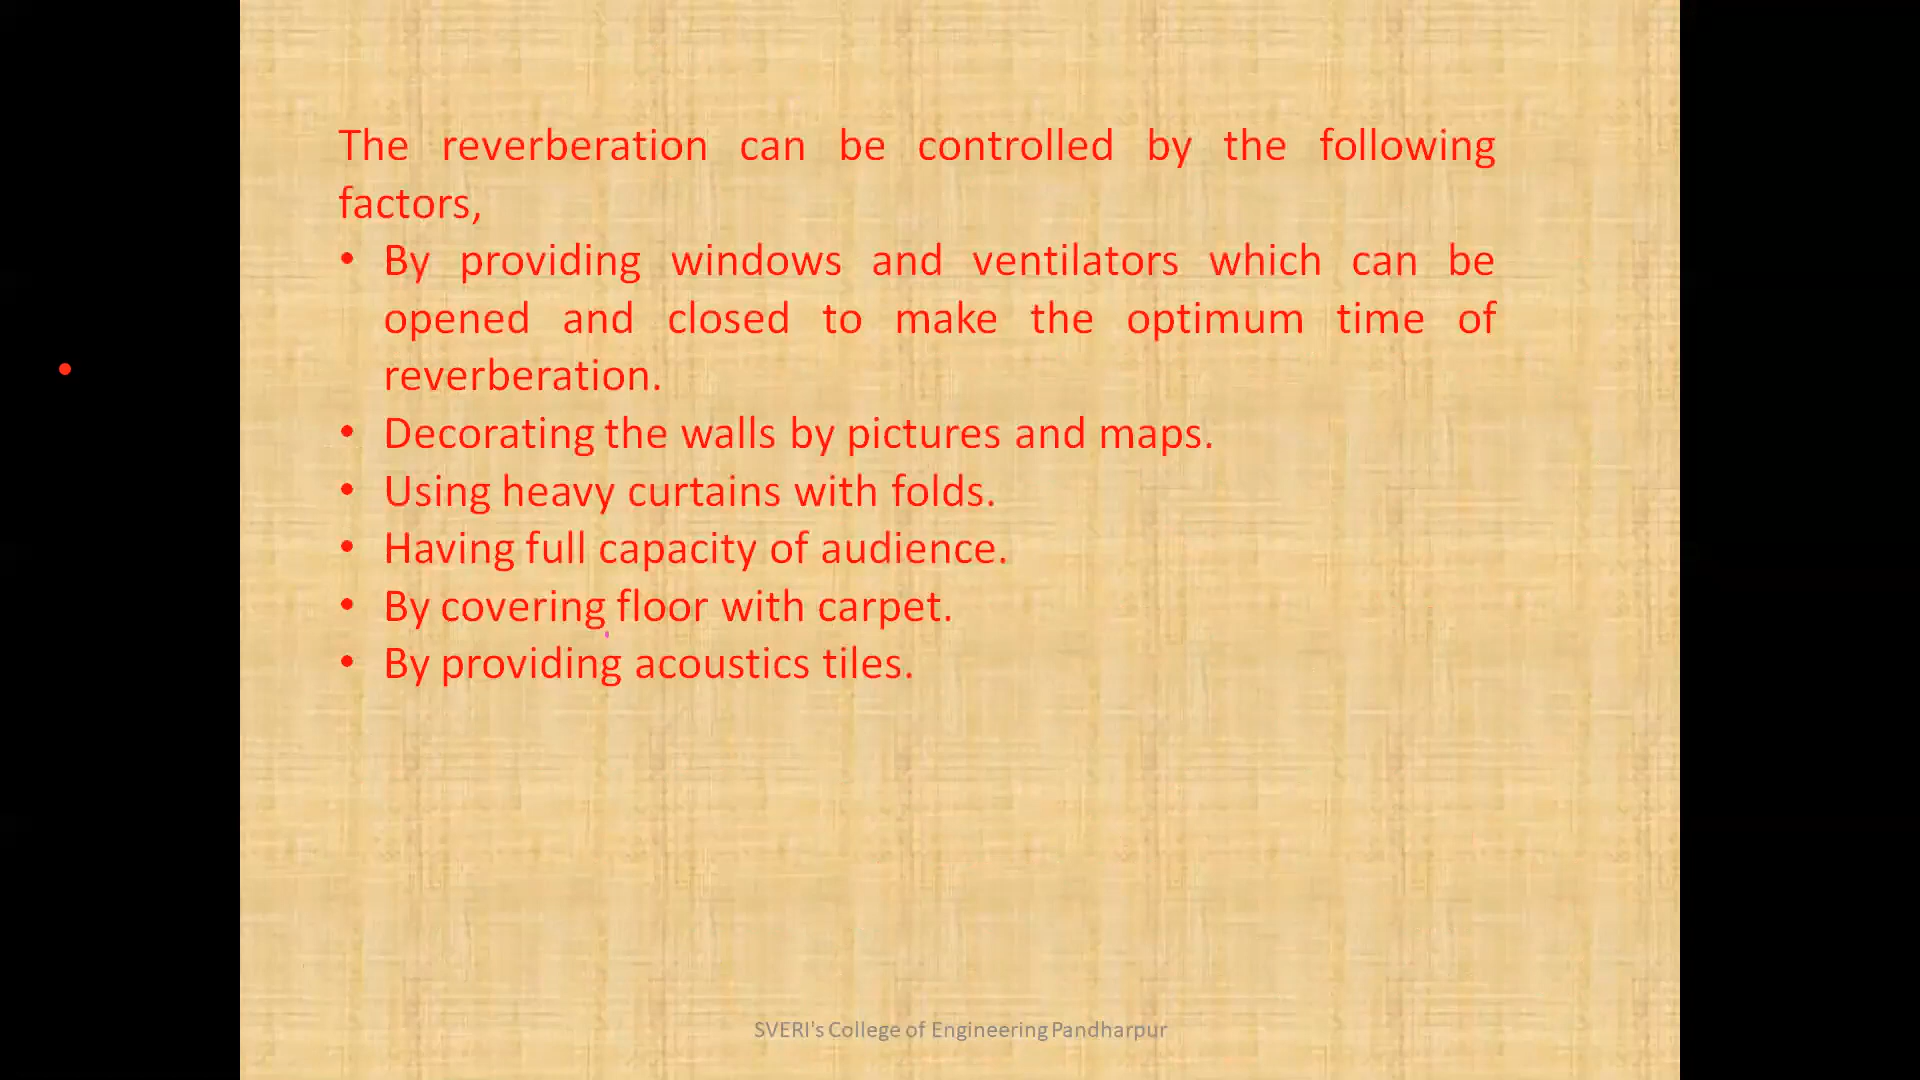 The reverberation can be controlled by the following
factors,
• By providing windows and ventilators which can be
opened and closed to make the optimum time of
reverberation.
• Decorating the walls by pictures and maps.
• Using heavy curtains with folds.
• Having full capacity of audience.
• By covering floor with carpet.
• By providing acoustics tiles.
SVERI's College of Engineering Pandharpur